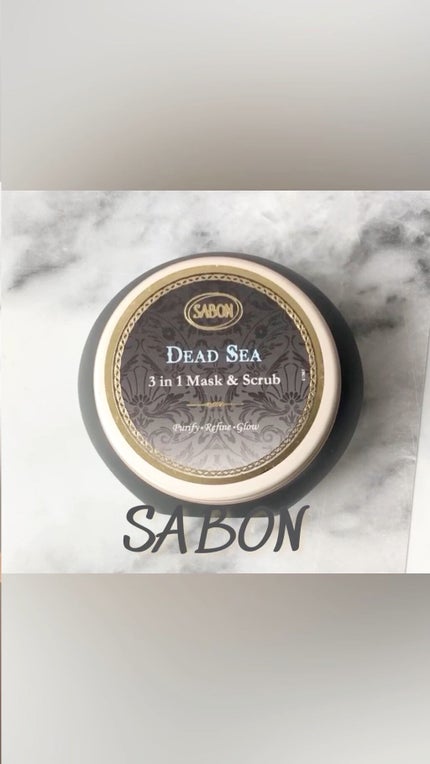 SABON
DEAD SEA
3 in 1 Mask & Scrub
Purify•Refine•Glow
SABON